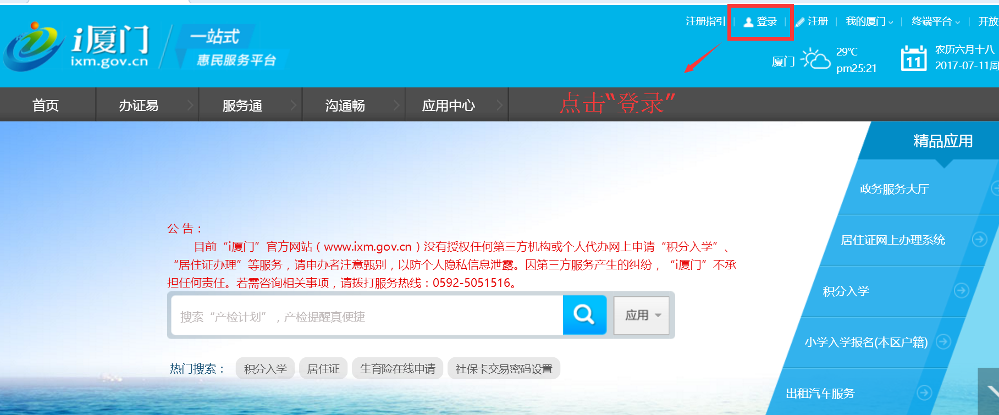 注册指引 登录 注册 我的厦门 终端平台 开放
i厦门 一站式
ixm.gov.cn 惠民服务平台
厦门 29℃ 11 农历六月十八
pm25:21 2017-07-11周
首页 办证易 服务通 沟通畅 应用中心 点击“登录”
精品应用
政务服务大厅
居住证网上办理系统
积分入学
小学入学报名(本区户籍)
出租汽车服务
公 告：
目前“i厦门”官方网站（www.ixm.gov.cn）没有授权任何第三方机构或个人代办网上申请“积分入学”、
“居住证办理”等服务，请申办者注意甄别，以防个人隐私信息泄露。因第三方服务产生的纠纷，“i厦门”不承
担任何责任。若需咨询相关事项，请拨打服务热线：0592-5051516。
搜索“产检计划”，产检提醒真便捷 应用
热门搜索： 积分入学 居住证 生育险在线申请 社保卡交易密码设置